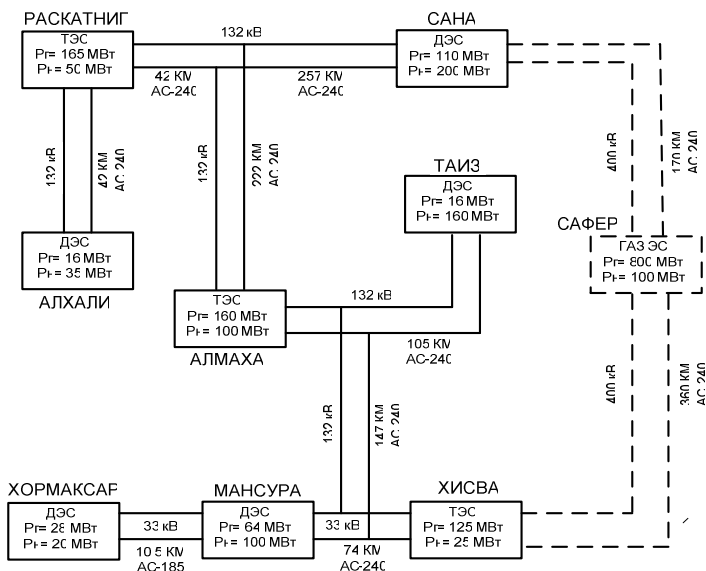 РАСКАТНИГ
ТЭС
Pг= 165 МВт
Pн= 50 МВт
132 кВ
САНА
ДЭС
Pг= 110 МВт
Pн= 200 МВт
42 КМ
АС-240
257 КМ
АС-240
132 кВ
42 КМ
АС 240
132 кВ
222 КМ
АС 240
400 кВ
170 КМ
АС 240
ТАИЗ
ДЭС
Pг= 16 МВт
Pн= 160 МВт
САФЕР
ГАЗ ЭС
Pг= 800 МВт
Pн= 100 МВт
ДЭС
Pг= 16 МВт
Pн= 35 МВт
АЛХАЛИ
ТЭС
Pг= 160 МВт
Pн= 100 МВт
АЛМАХА
132 кВ
105 КМ
АС-240
132 кВ
147 КМ
АС 240
400 кВ
360 КМ
АС 240
ХОРМАКСАР
ДЭС
Pг= 28 МВт
Pн= 20 МВт
33 кВ
10.5 КМ
АС-185
МАНСУРА
ДЭС
Pг= 64 МВт
Pн= 100 МВт
33 кВ
74 КМ
АС-240
ХИСВА
ТЭС
Pг= 125 МВт
Pн= 25 МВт